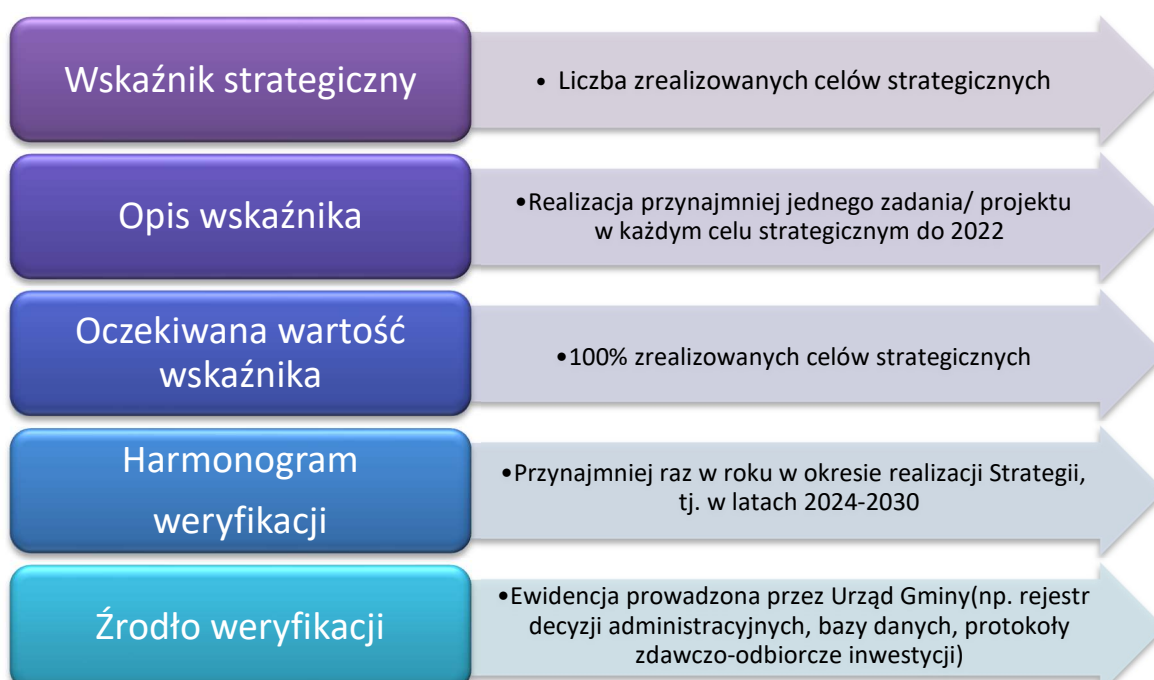 Wskaźnik strategiczny
• Liczba zrealizowanych celów strategicznych
Opis wskaźnika
•Realizacja przynajmniej jednego zadania/ projektu
w każdym celu strategicznym do 2022
Oczekiwana wartość
wskaźnika
•100% zrealizowanych celów strategicznych
Harmonogram
weryfikacji
•Przynajmniej raz w roku w okresie realizacji Strategii,
tj. w latach 2024-2030
Źrodło weryfikacji
•Ewidencja prowadzona przez Urząd Gminy(np. rejestr
decyzji administracyjnych, bazy danych, protokoły
zdawczo-odbiorcze inwestycji)